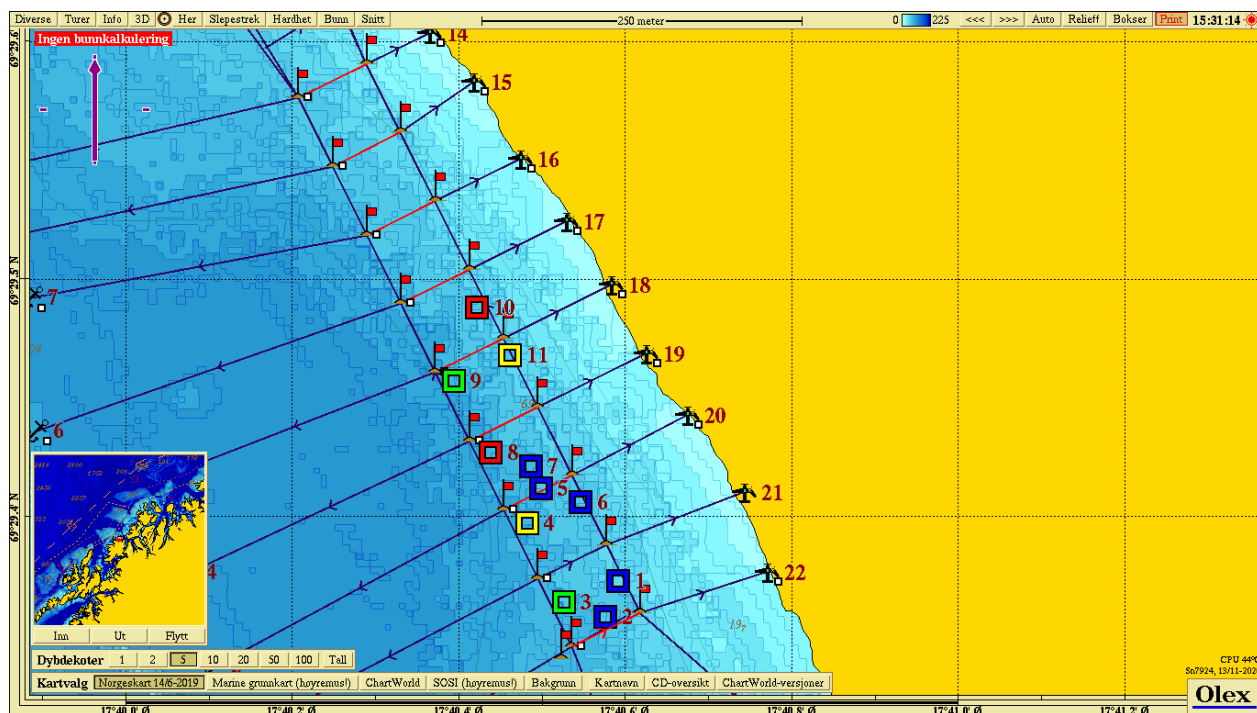 Diverse Turer Info 3D Her Slepestrek Hardhet Bunn Snitt 250 meter 0 225 <<< >>> Auto Relieff Bokser Print 15:31:14
Ingen bunnkalkulering
69°29.6'
14
15
16
17
69°29.5'N
7
18
10
11
19
9
6
20
8
7
5
6
21
69°29.4'N
4
4
22
1
3
2
19₇
Inn Ut Flytt
Dybdekoter 1 2 5 10 20 50 100 Tall
CPU 44°C
Kartvalg Norgeskart 14/6-2019 Marine grunnkart (høyremus!) ChartWorld SOSI (høyremus!) Bakgrunn Kartnavn CD-oversikt ChartWorld-versjoner
Olex
17°40.0'Ø 17°40.2'Ø 17°40.4'Ø 17°40.6'Ø 17°40.8'Ø 17°41.0'Ø 17°41.2'Ø